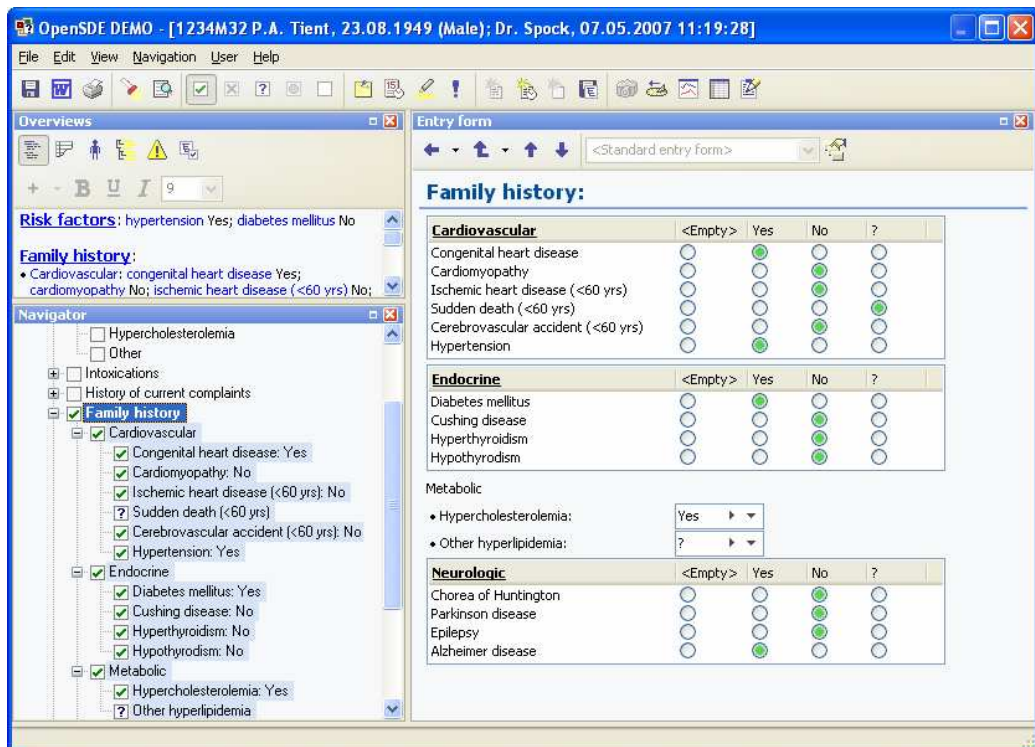 OpenSDE DEMO - [1234M32 P.A. Tient, 23.08.1949 (Male); Dr. Spock, 07.05.2007 11:19:28]
File Edit View Navigation User Help
Overviews
9
Risk factors: hypertension Yes; diabetes mellitus No
Family history:
• Cardiovascular: congenital heart disease Yes;
cardiomyopathy No; ischemic heart disease (<60 yrs) No;
Navigator
Hypercholesterolemia
Other
Intoxications
History of current complaints
Family history
Cardiovascular
Congenital heart disease: Yes
Cardiomyopathy: No
Ischemic heart disease (<60 yrs): No
? Sudden death (<60 yrs)
Cerebrovascular accident (<60 yrs): No
Hypertension: Yes
Endocrine
Diabetes mellitus: Yes
Cushing disease: No
Hyperthyroidism: No
Hypothyrodism: No
Metabolic
Hypercholesterolemia: Yes
? Other hyperlipidemia
Entry form
<Standard entry form>
Family history:
Cardiovascular <Empty> Yes No ?
Congenital heart disease
Cardiomyopathy
Ischemic heart disease (<60 yrs)
Sudden death (<60 yrs)
Cerebrovascular accident (<60 yrs)
Hypertension
Endocrine <Empty> Yes No ?
Diabetes mellitus
Cushing disease
Hyperthyroidism
Hypothyrodism
Metabolic
• Hypercholesterolemia: Yes
• Other hyperlipidemia: ?
Neurologic <Empty> Yes No ?
Chorea of Huntington
Parkinson disease
Epilepsy
Alzheimer disease